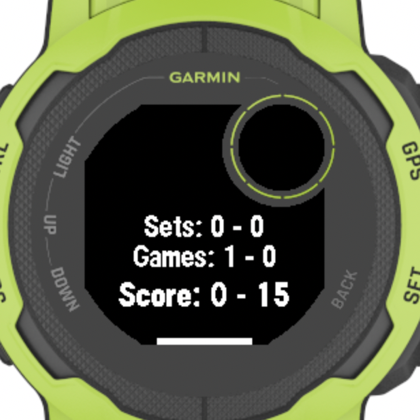 GARMIN
LIGHT
GPS
UP
Sets: 0 - 0
Games: 1 - 0
DOWN
BACK
SET
Score: 0 - 15